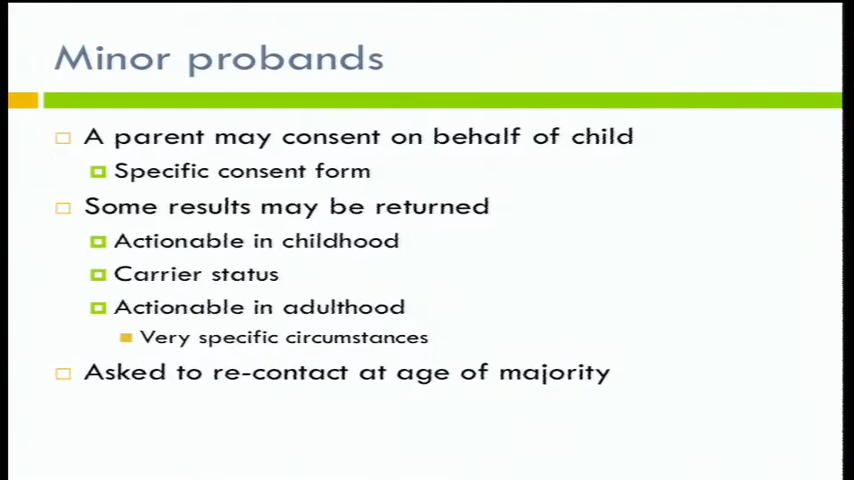 Minor probands
A parent may consent on behalf of child
Specific consent form
Some results may be returned
Actionable in childhood
Carrier status
Actionable in adulthood
Very specific circumstances
Asked to re-contact at age of majority